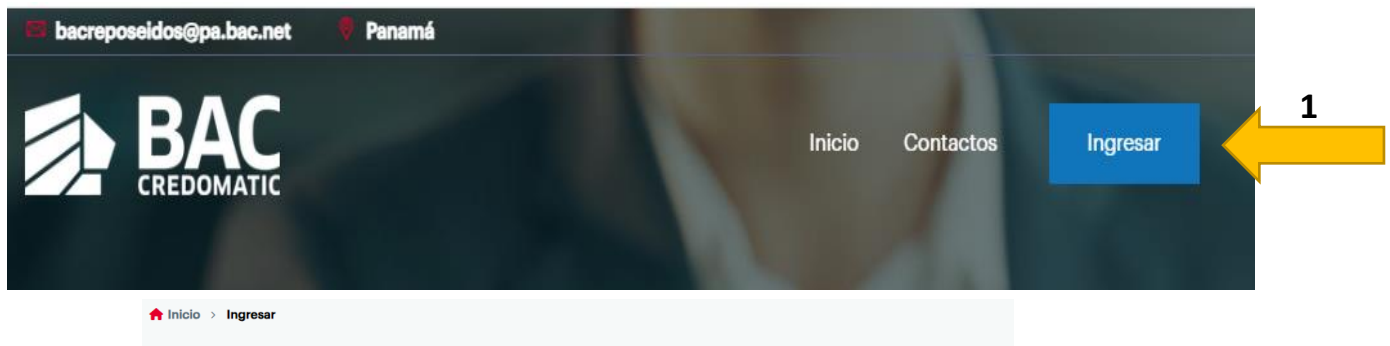 bacreposeidos@pa.bac.net Panamá
1
BAC
CREDOMATIC
Inicio Contactos Ingresar
Inicio > Ingresar